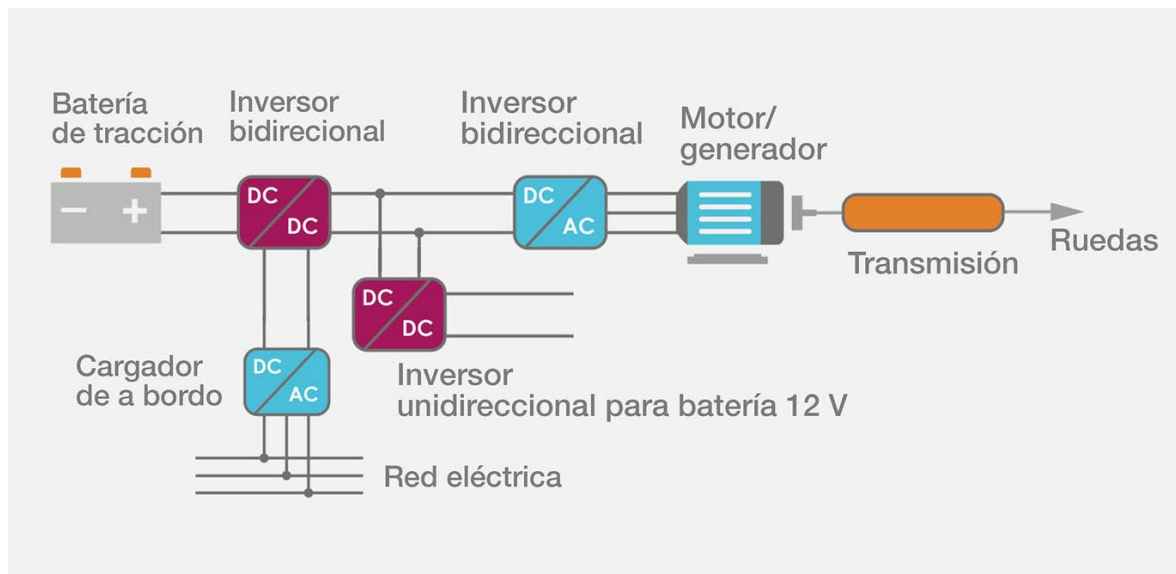 Batería
de tracción
Inversor
bidirecional
Inversor
bidireccional
Motor/
generador
DC
DC
DC
AC
Ruedas
Transmisión
DC
DC
Cargador
de a bordo
DC
AC
Inversor
unidireccional para batería 12 V
Red eléctrica